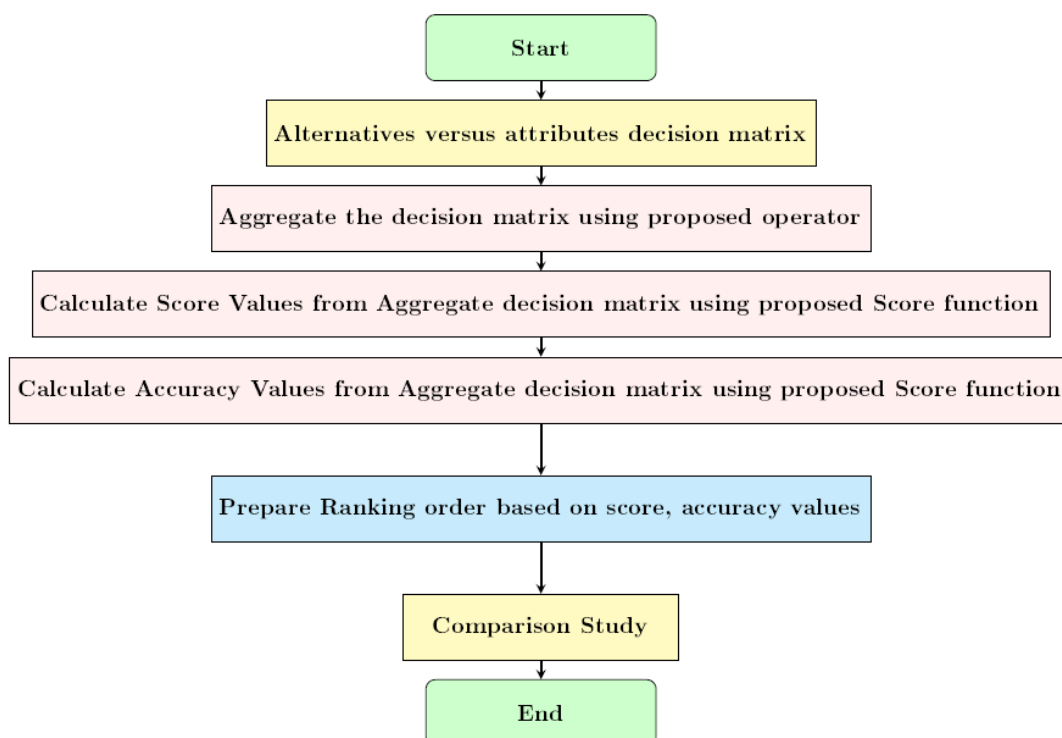 Start
Alternatives versus attributes decision matrix
Aggregate the decision matrix using proposed operator
Calculate Score Values from Aggregate decision matrix using proposed Score function
Calculate Accuracy Values from Aggregate decision matrix using proposed Score function
Prepare Ranking order based on score, accuracy values
Comparison Study
End